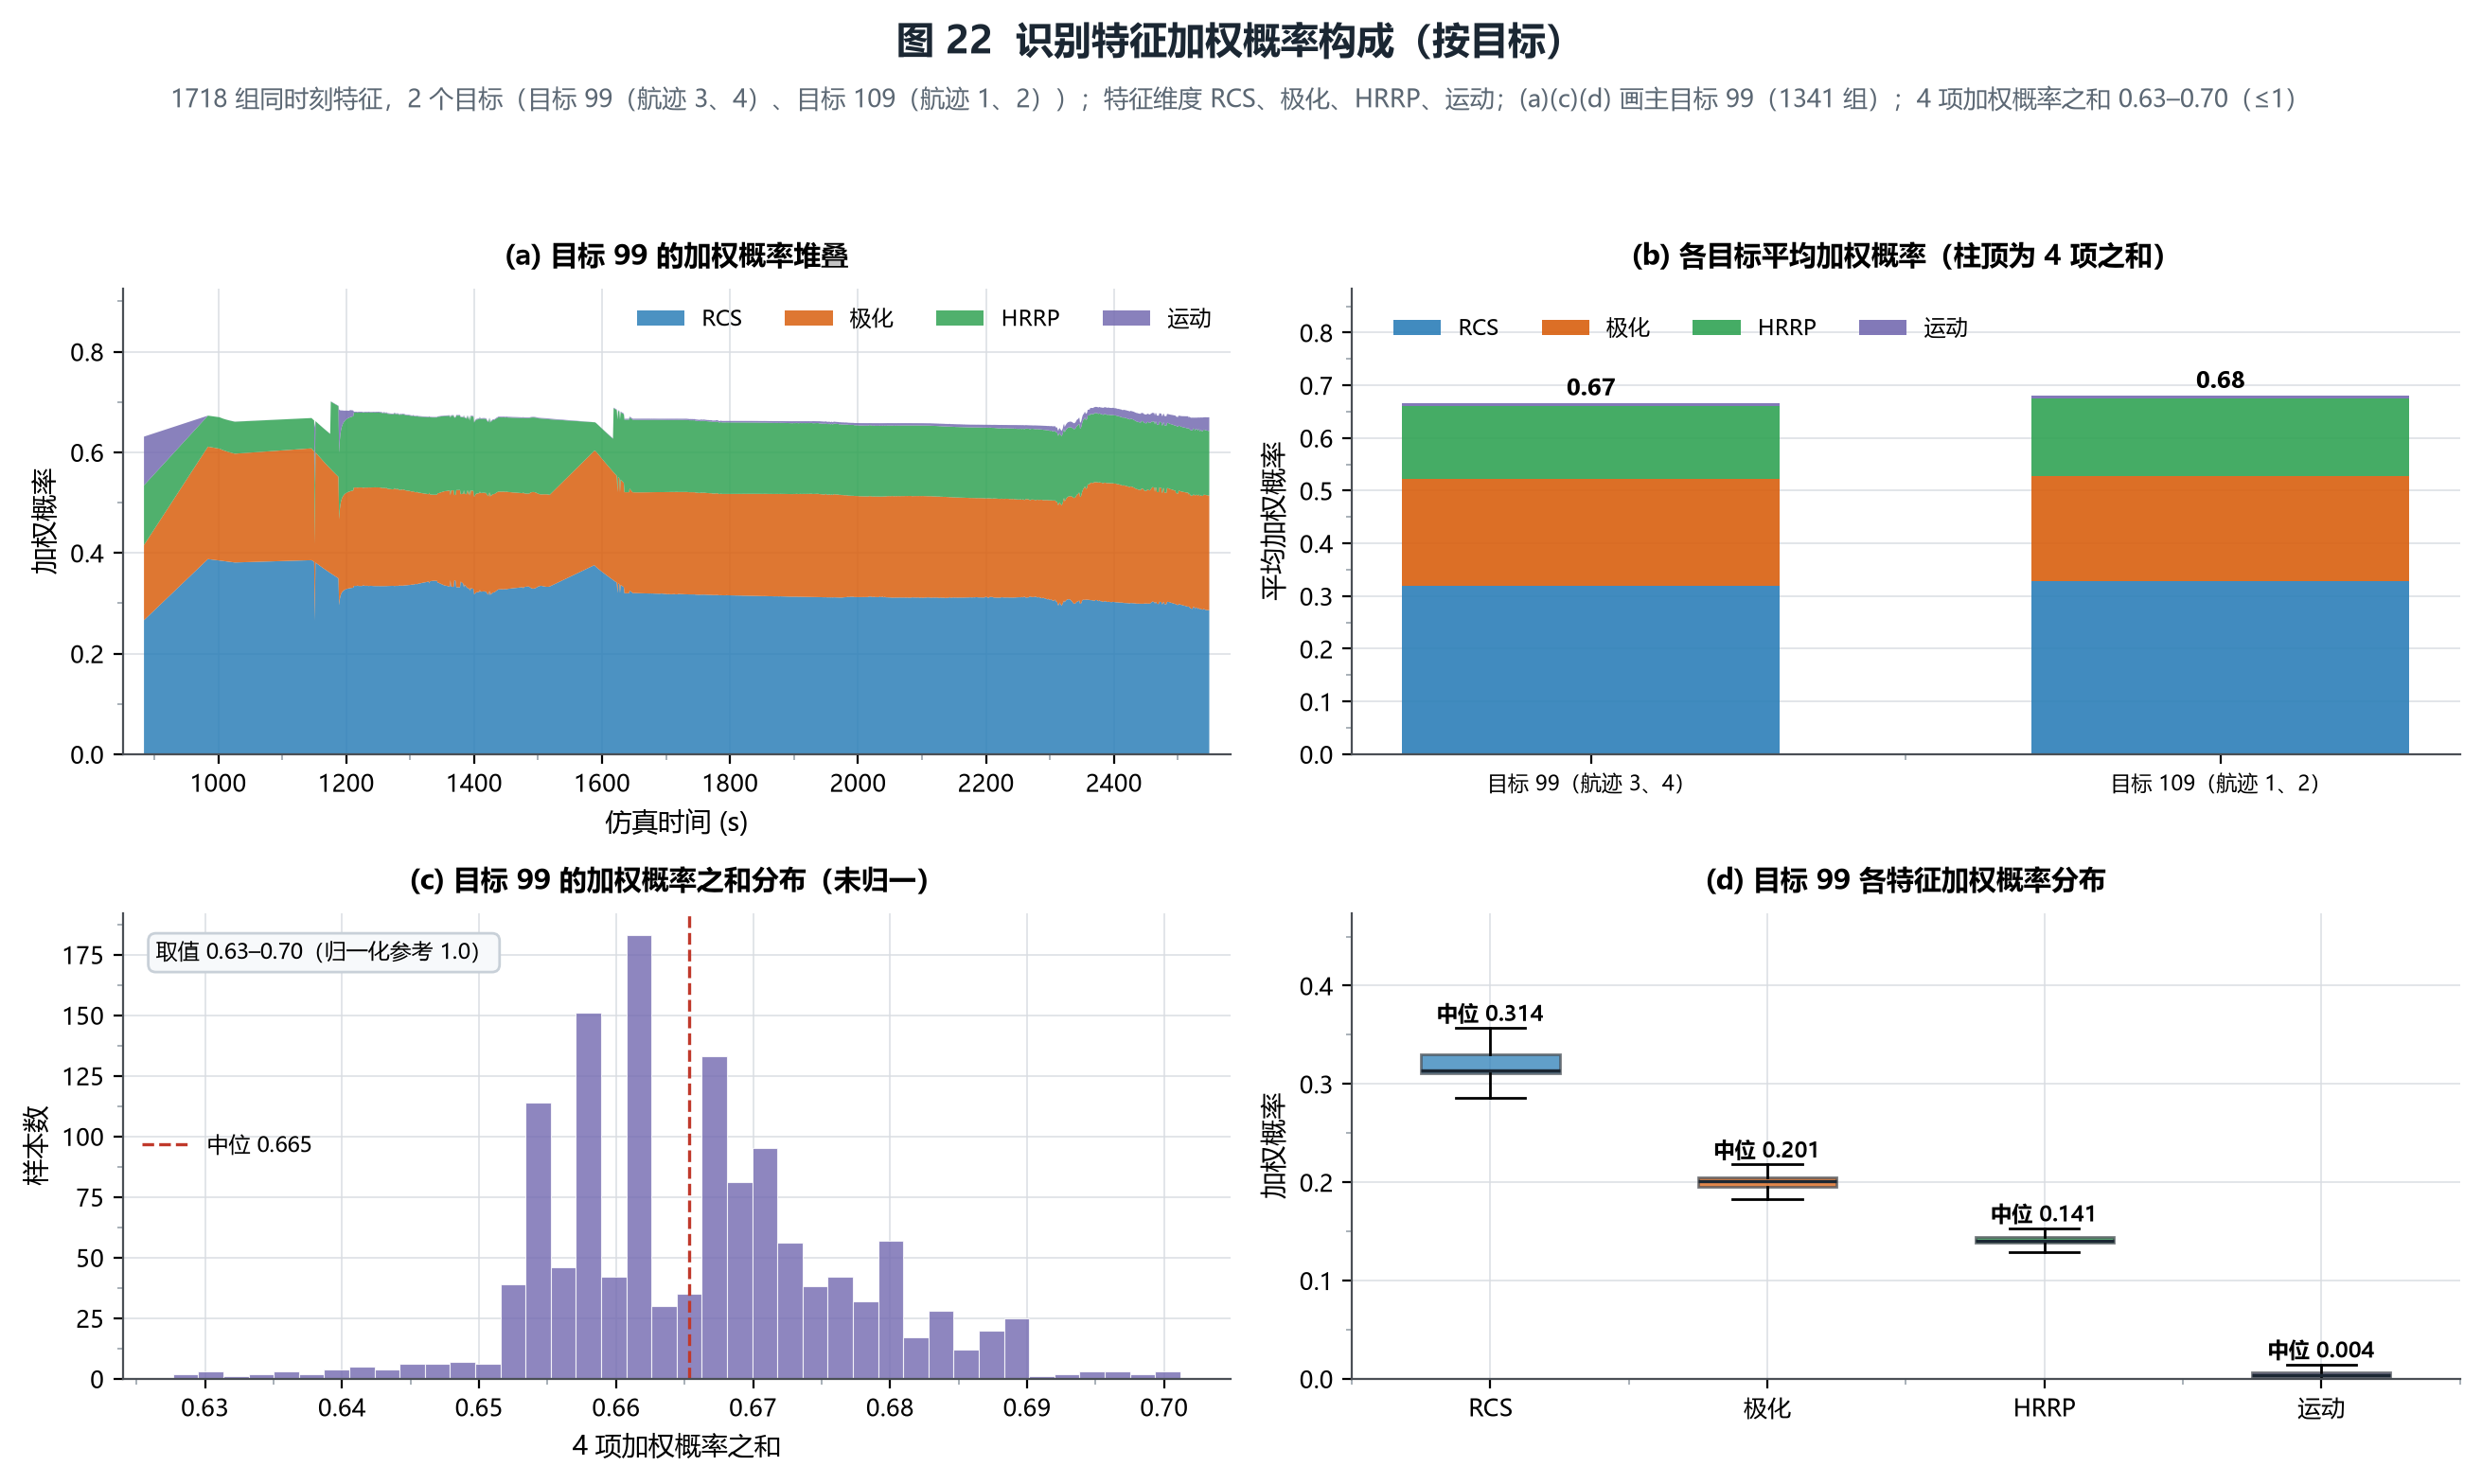 图 22 识别特征加权概率构成（按目标）
1718 组同时刻特征，2 个目标（目标 99（航迹 3、4）、目标 109（航迹 1、2））；特征维度 RCS、极化、HRRP、运动；(a)(c)(d) 画主目标 99（1341 组）；4 项加权概率之和 0.63–0.70（≤1）
(a) 目标 99 的加权概率堆叠
RCS 极化 HRRP 运动
加权概率
0.8
0.6
0.4
0.2
0.0
1000 1200 1400 1600 1800 2000 2200 2400
仿真时间 (s)
(b) 各目标平均加权概率（柱顶为 4 项之和）
RCS 极化 HRRP 运动
平均加权概率
0.8
0.7
0.6
0.5
0.4
0.3
0.2
0.1
0.0
0.67
0.68
目标 99（航迹 3、4） 目标 109（航迹 1、2）
(c) 目标 99 的加权概率之和分布（未归一）
取值 0.63–0.70（归一化参考 1.0）
中位 0.665
样本数
175
150
125
100
75
50
25
0
0.63 0.64 0.65 0.66 0.67 0.68 0.69 0.70
4 项加权概率之和
(d) 目标 99 各特征加权概率分布
加权概率
0.4
0.3
0.2
0.1
0.0
中位 0.314
中位 0.201
中位 0.141
中位 0.004
RCS 极化 HRRP 运动